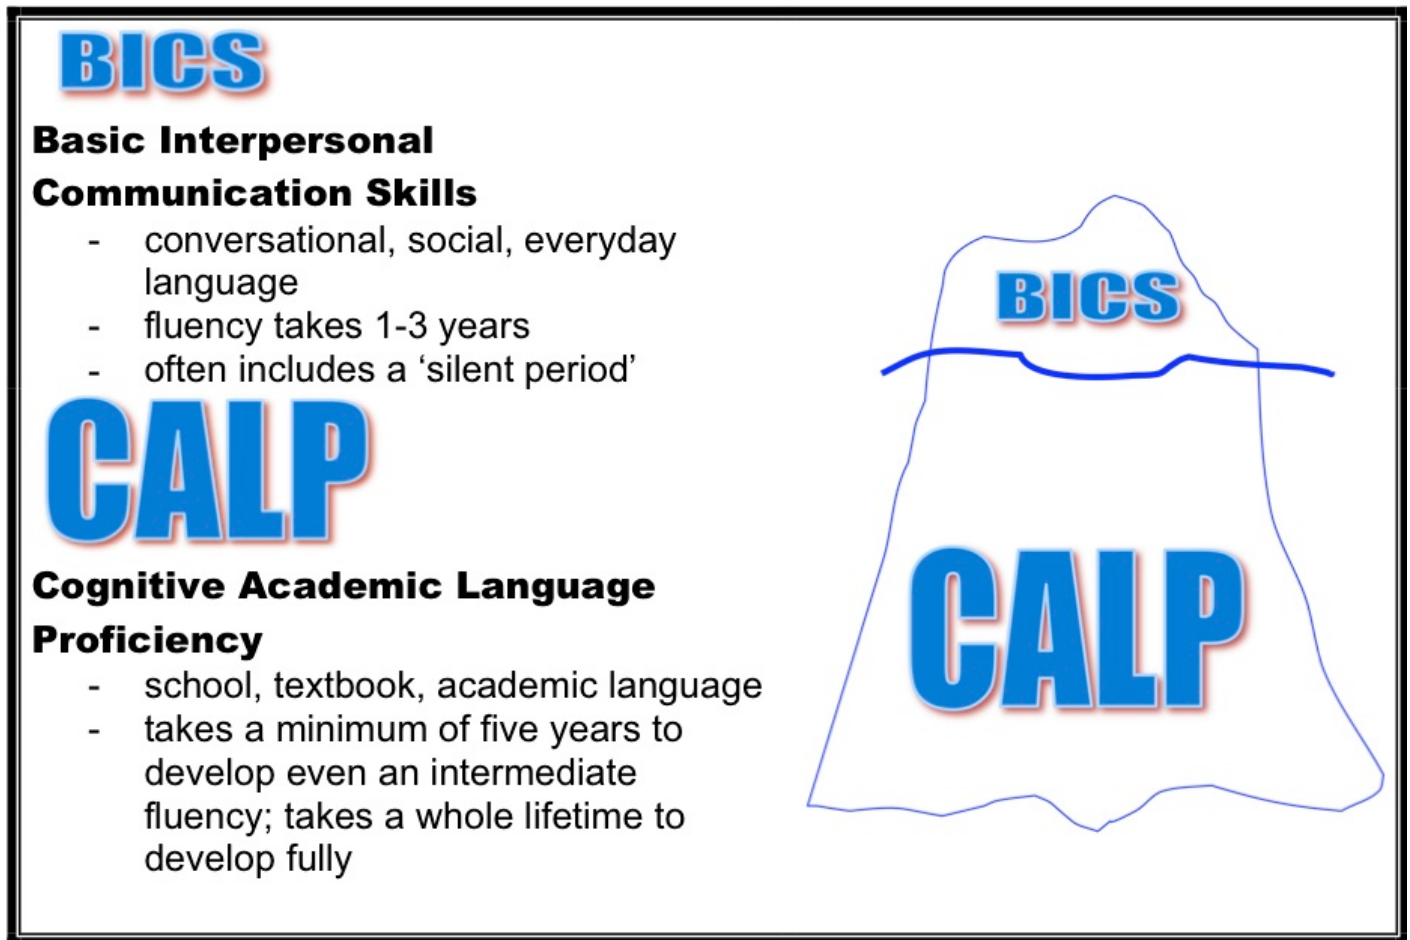 BICS
Basic Interpersonal
Communication Skills
- conversational, social, everyday
language
- fluency takes 1-3 years
- often includes a ‘silent period’
CALP
Cognitive Academic Language
Proficiency
- school, textbook, academic language
- takes a minimum of five years to
develop even an intermediate
fluency; takes a whole lifetime to
develop fully
BICS
CALP